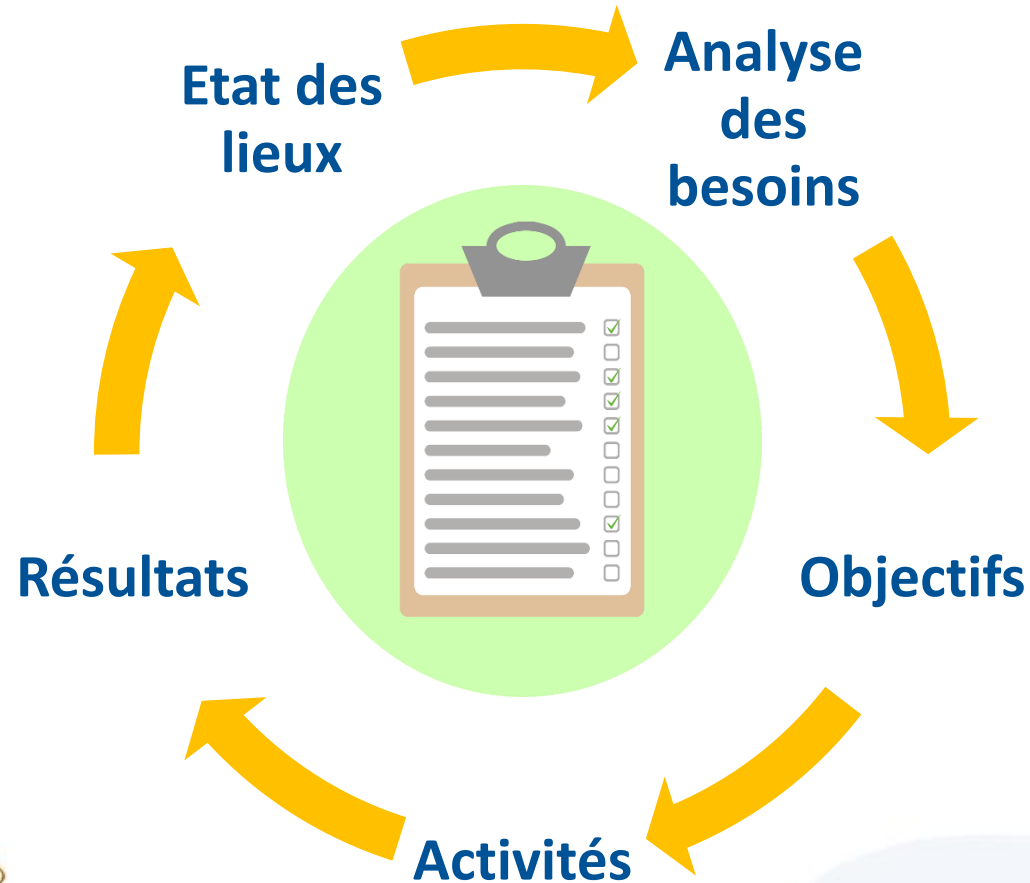 Etat des
lieux
Analyse
des
besoins
Objectifs
Activités
Résultats